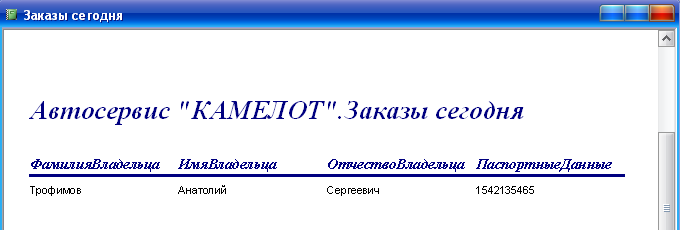 Заказы сегодня
Автосервис "КАМЕЛОТ".Заказы сегодня
ФамилияВладельца ИмяВладельца ОтчествоВладельца ПаспортныеДанные
Трофимов Анатолий Сергеевич 1542135465